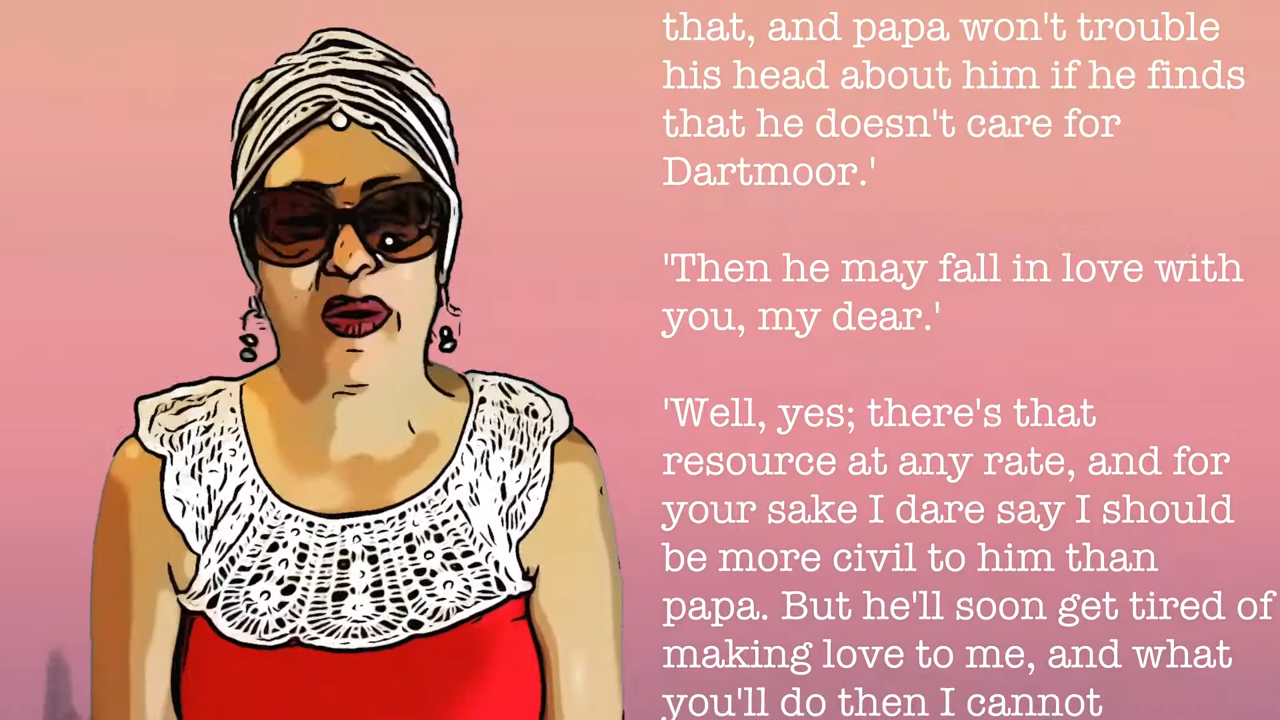 that, and papa won't trouble
his head about him if he finds
that he doesn't care for
Dartmoor.'
'Then he may fall in love with
you, my dear.'
'Well, yes; there's that
resource at any rate, and for
your sake I dare say I should
be more civil to him than
papa. But he'll soon get tired of
making love to me, and what
you'll do then I cannot